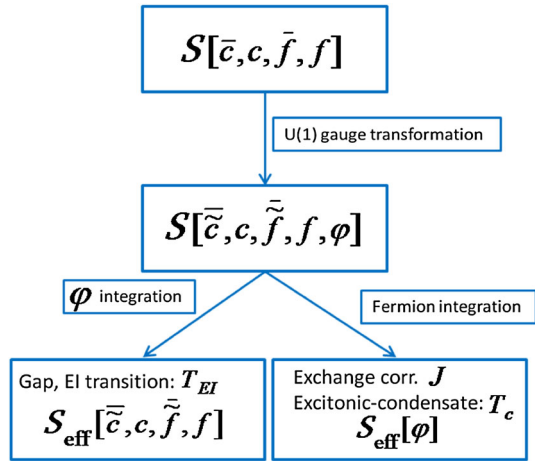 S[c̄, c, f̄, f]
U(1) gauge transformation
S[c̃̄, c, f̃̄, f, φ]
φ integration
Fermion integration
Gap, EI transition: T_EI
S_eff[c̃̄, c, f̃̄, f]
Exchange corr. J
Excitonic-condensate: T_c
S_eff[φ]